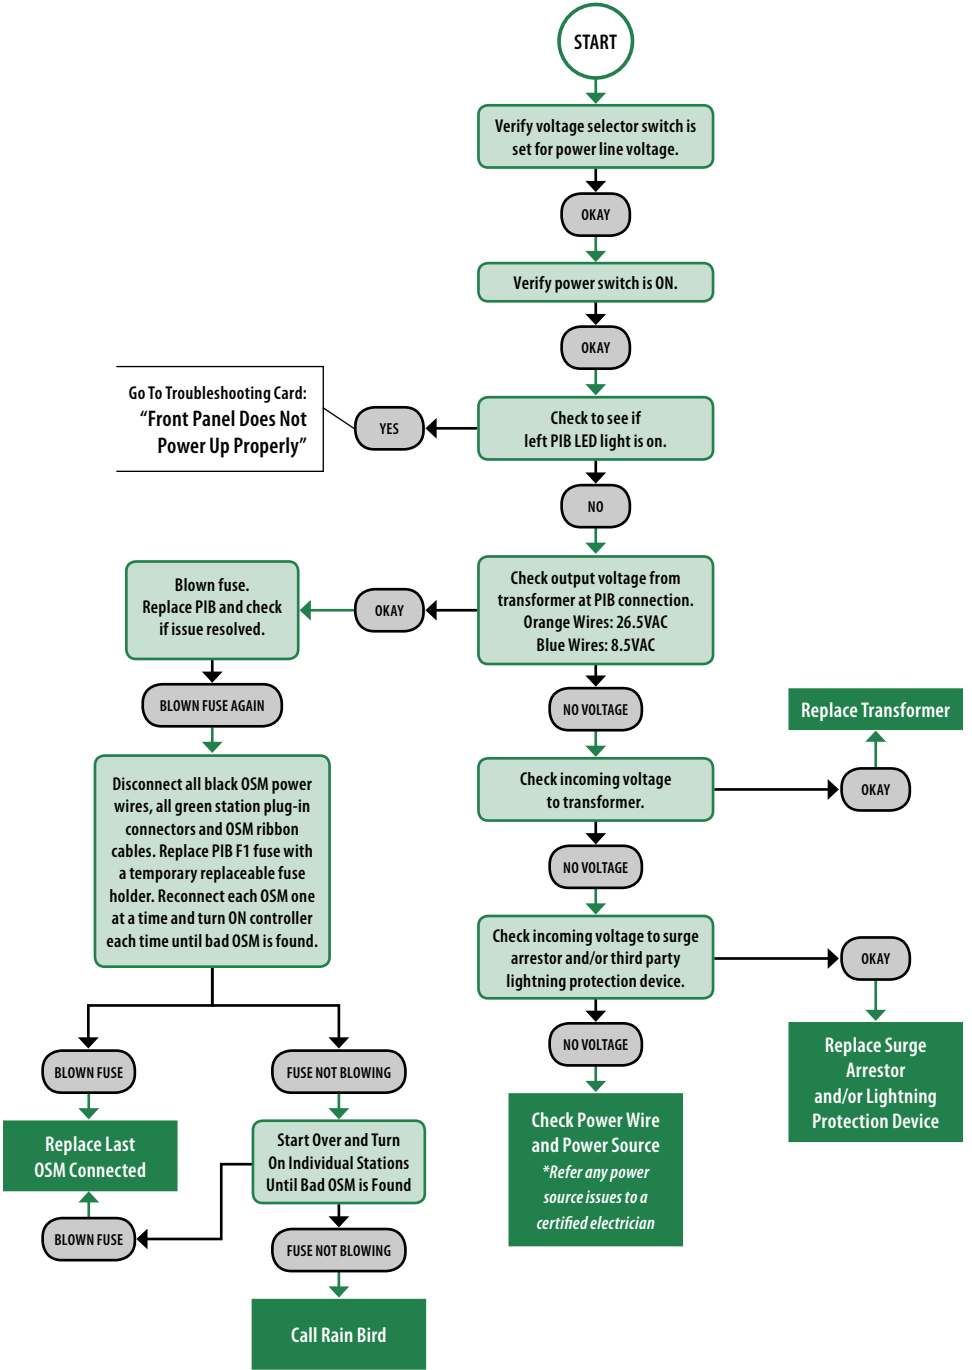 START
Verify voltage selector switch is
set for power line voltage.
OKAY
Verify power switch is ON.
OKAY
Check to see if
left PIB LED light is on.
YES
Go To Troubleshooting Card:
“Front Panel Does Not
Power Up Properly”
NO
Check output voltage from
transformer at PIB connection.
Orange Wires: 26.5VAC
Blue Wires: 8.5VAC
OKAY
Blown fuse.
Replace PIB and check
if issue resolved.
BLOWN FUSE AGAIN
Disconnect all black OSM power
wires, all green station plug-in
connectors and OSM ribbon
cables. Replace PIB F1 fuse with
a temporary replaceable fuse
holder. Reconnect each OSM one
at a time and turn ON controller
each time until bad OSM is found.
BLOWN FUSE
Replace Last
OSM Connected
FUSE NOT BLOWING
Start Over and Turn
On Individual Stations
Until Bad OSM is Found
BLOWN FUSE
FUSE NOT BLOWING
Call Rain Bird
NO VOLTAGE
Check incoming voltage
to transformer.
OKAY
Replace Transformer
NO VOLTAGE
Check incoming voltage to surge
arrestor and/or third party
lightning protection device.
OKAY
Replace Surge
Arrestor
and/or Lightning
Protection Device
NO VOLTAGE
Check Power Wire
and Power Source
*Refer any power
source issues to a
certified electrician